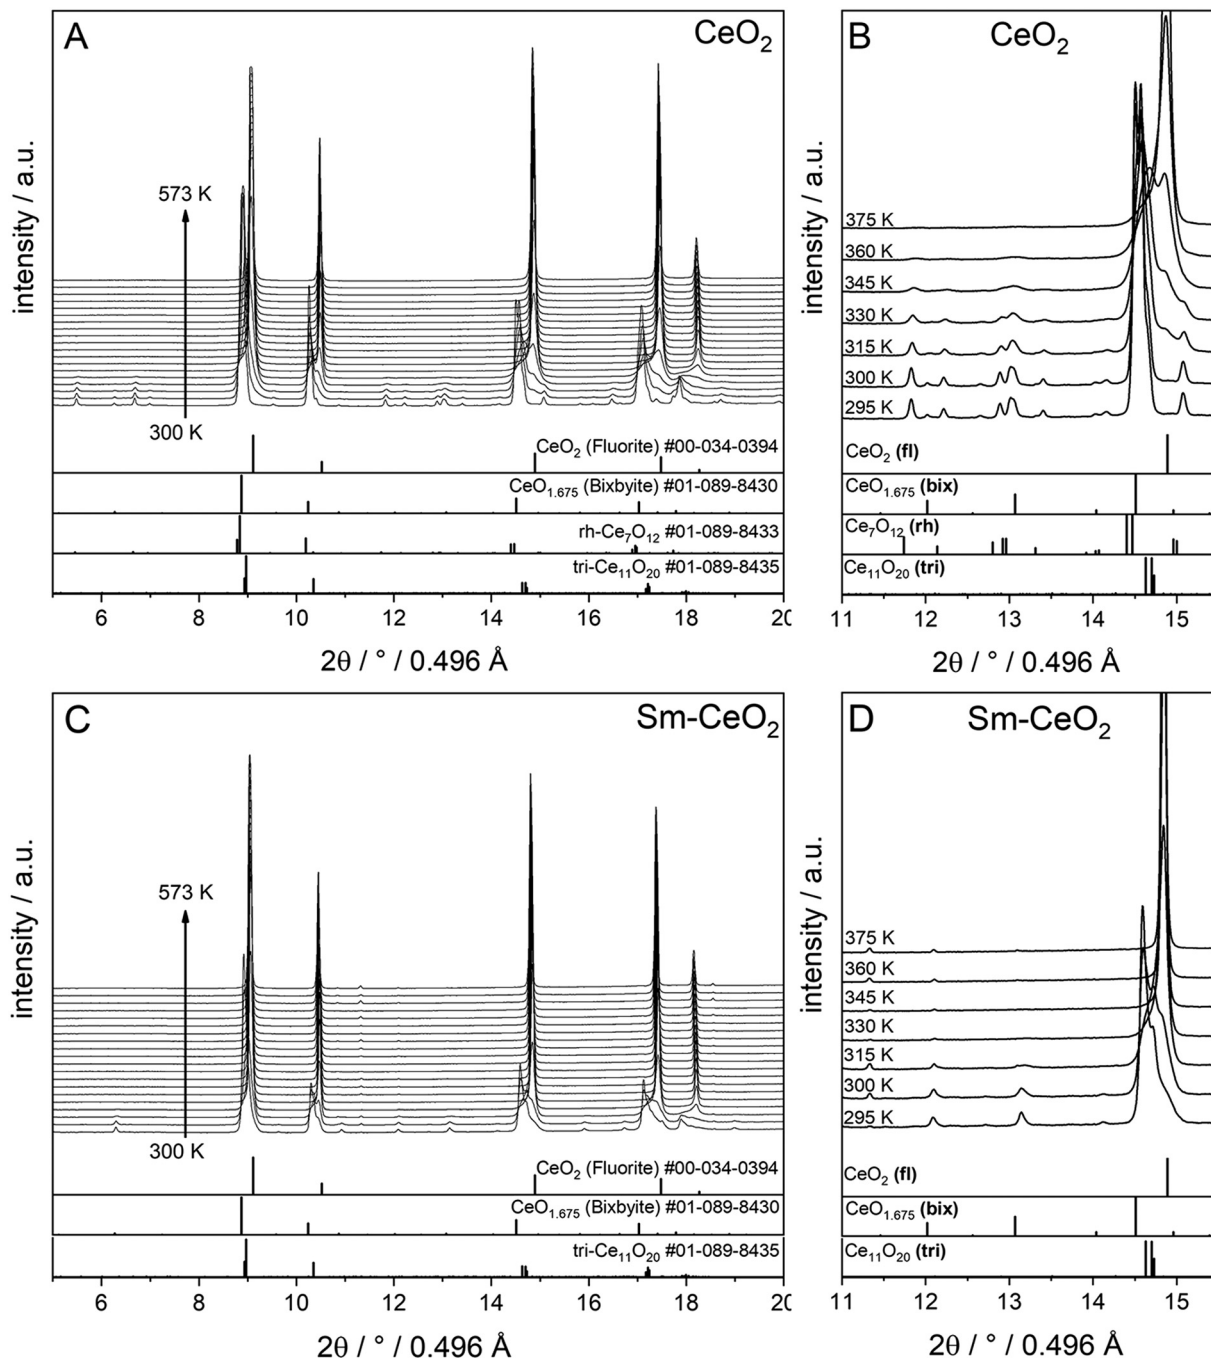 A
CeO₂
intensity / a.u.
573 K
300 K
CeO₂ (Fluorite) #00-034-0394
CeO₁.₆₇₅ (Bixbyite) #01-089-8430
rh-Ce₇O₁₂ #01-089-8433
tri-Ce₁₁O₂₀ #01-089-8435
6 8 10 12 14 16 18 20
2θ / ° / 0.496 Å
B
CeO₂
intensity / a.u.
375 K
360 K
345 K
330 K
315 K
300 K
295 K
CeO₂ (fl)
CeO₁.₆₇₅ (bix)
Ce₇O₁₂ (rh)
Ce₁₁O₂₀ (tri)
11 12 13 14 15
2θ / ° / 0.496 Å
C
Sm-CeO₂
intensity / a.u.
573 K
300 K
CeO₂ (Fluorite) #00-034-0394
CeO₁.₆₇₅ (Bixbyite) #01-089-8430
tri-Ce₁₁O₂₀ #01-089-8435
6 8 10 12 14 16 18 20
2θ / ° / 0.496 Å
D
Sm-CeO₂
intensity / a.u.
375 K
360 K
345 K
330 K
315 K
300 K
295 K
CeO₂ (fl)
CeO₁.₆₇₅ (bix)
Ce₁₁O₂₀ (tri)
11 12 13 14 15
2θ / ° / 0.496 Å